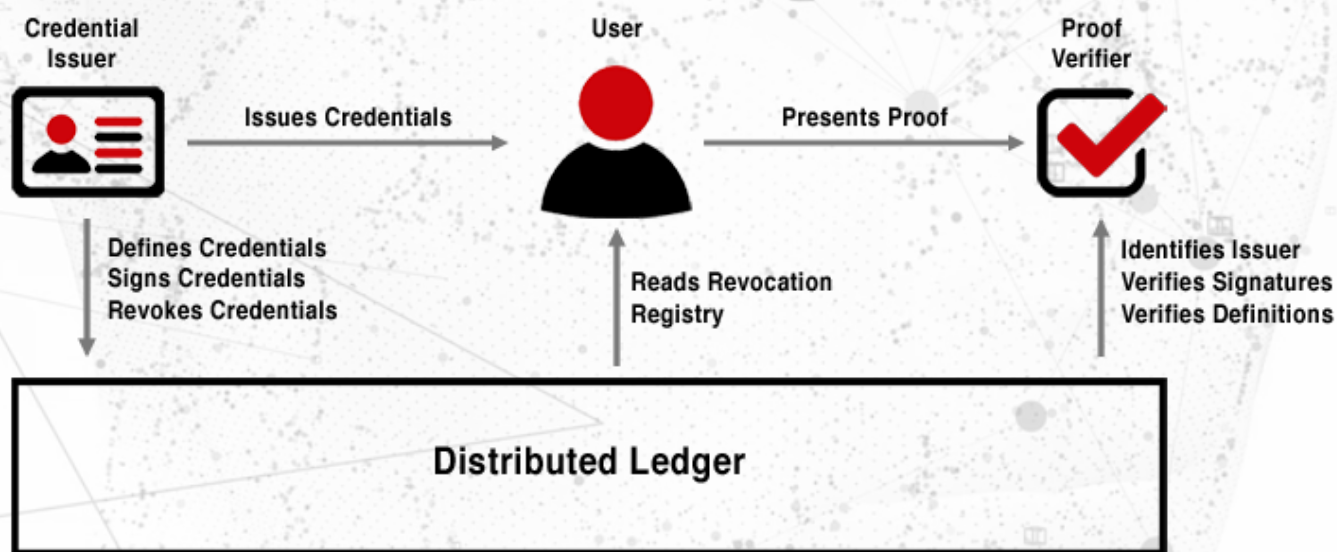 Credential
Issuer
User
Proof
Verifier
Issues Credentials
Presents Proof
Defines Credentials
Signs Credentials
Revokes Credentials
Reads Revocation
Registry
Identifies Issuer
Verifies Signatures
Verifies Definitions
Distributed Ledger